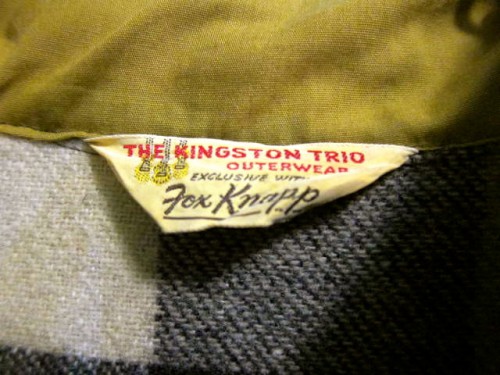 THE KINGSTON TRIO
OUTERWEAR
EXCLUSIVE WITH
Fox Knapp